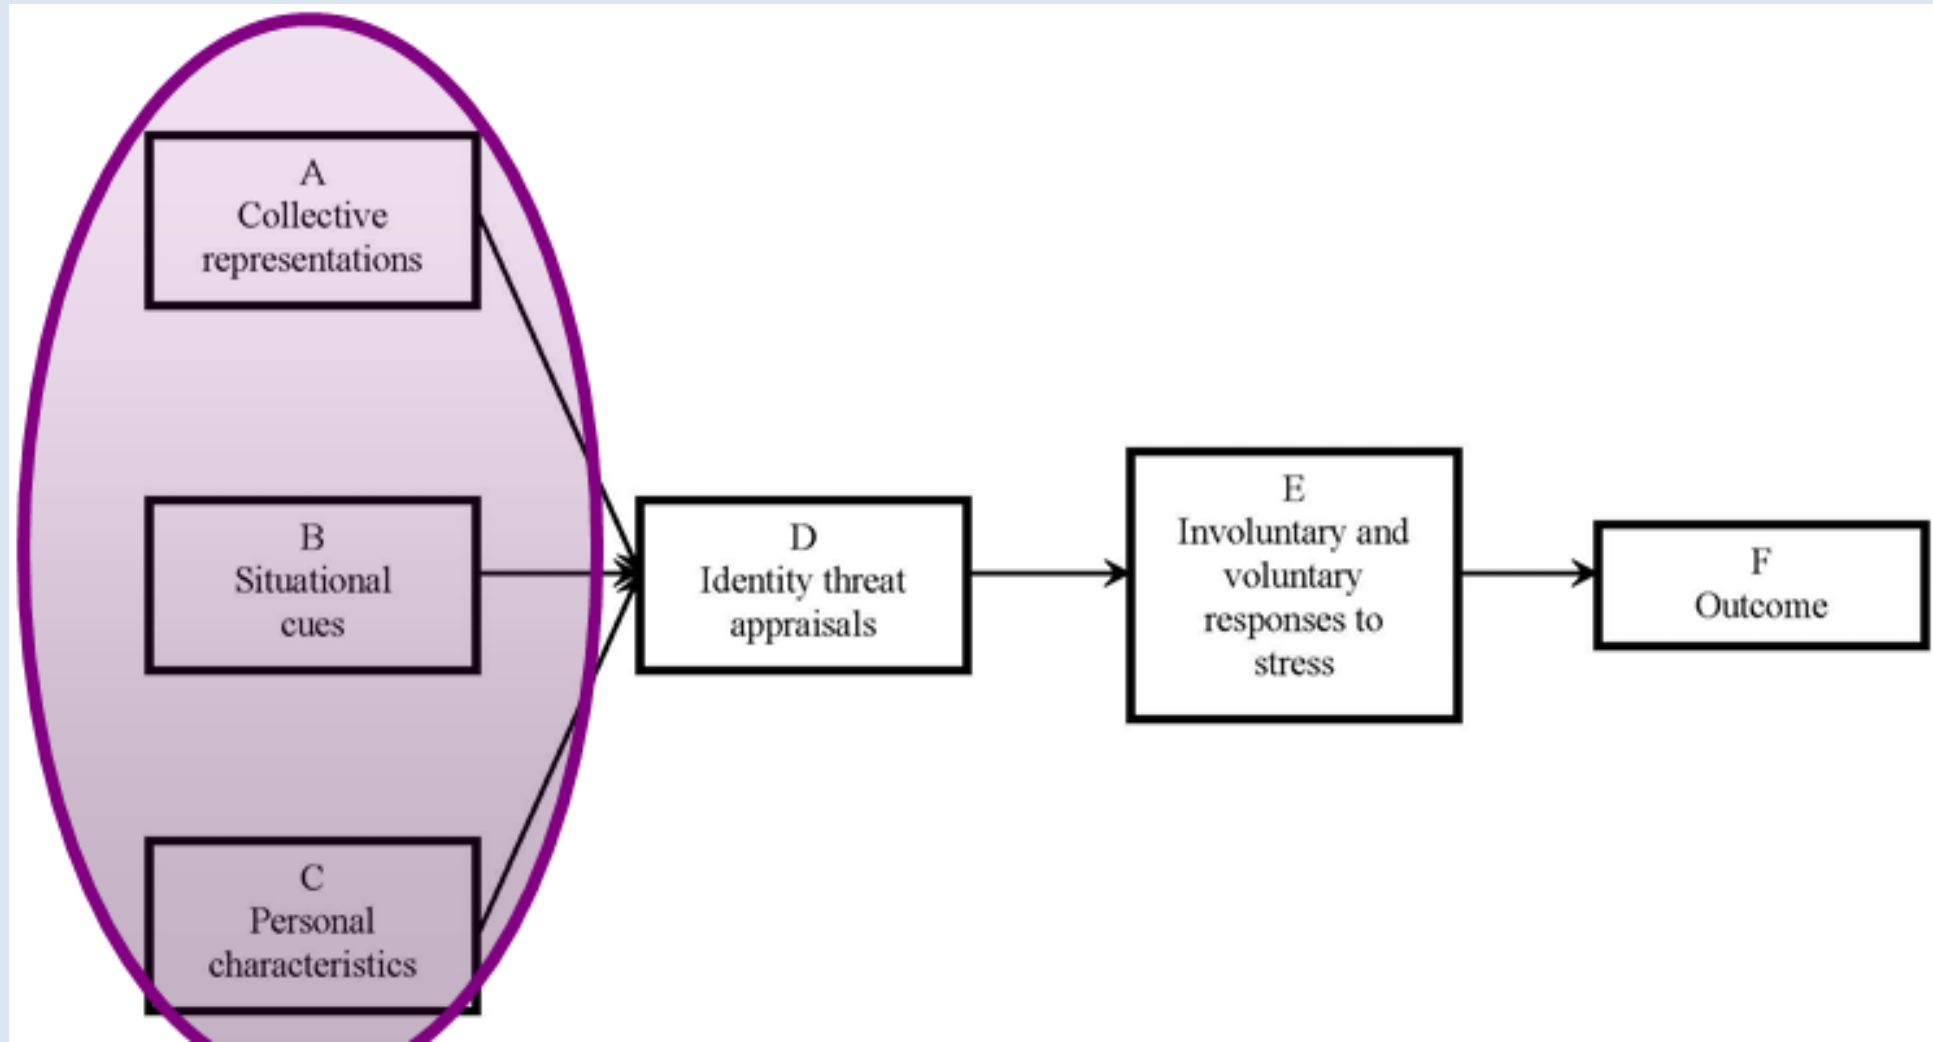 A
Collective
representations
B
Situational
cues
C
Personal
characteristics
D
Identity threat
appraisals
E
Involuntary and
voluntary
responses to
stress
F
Outcome